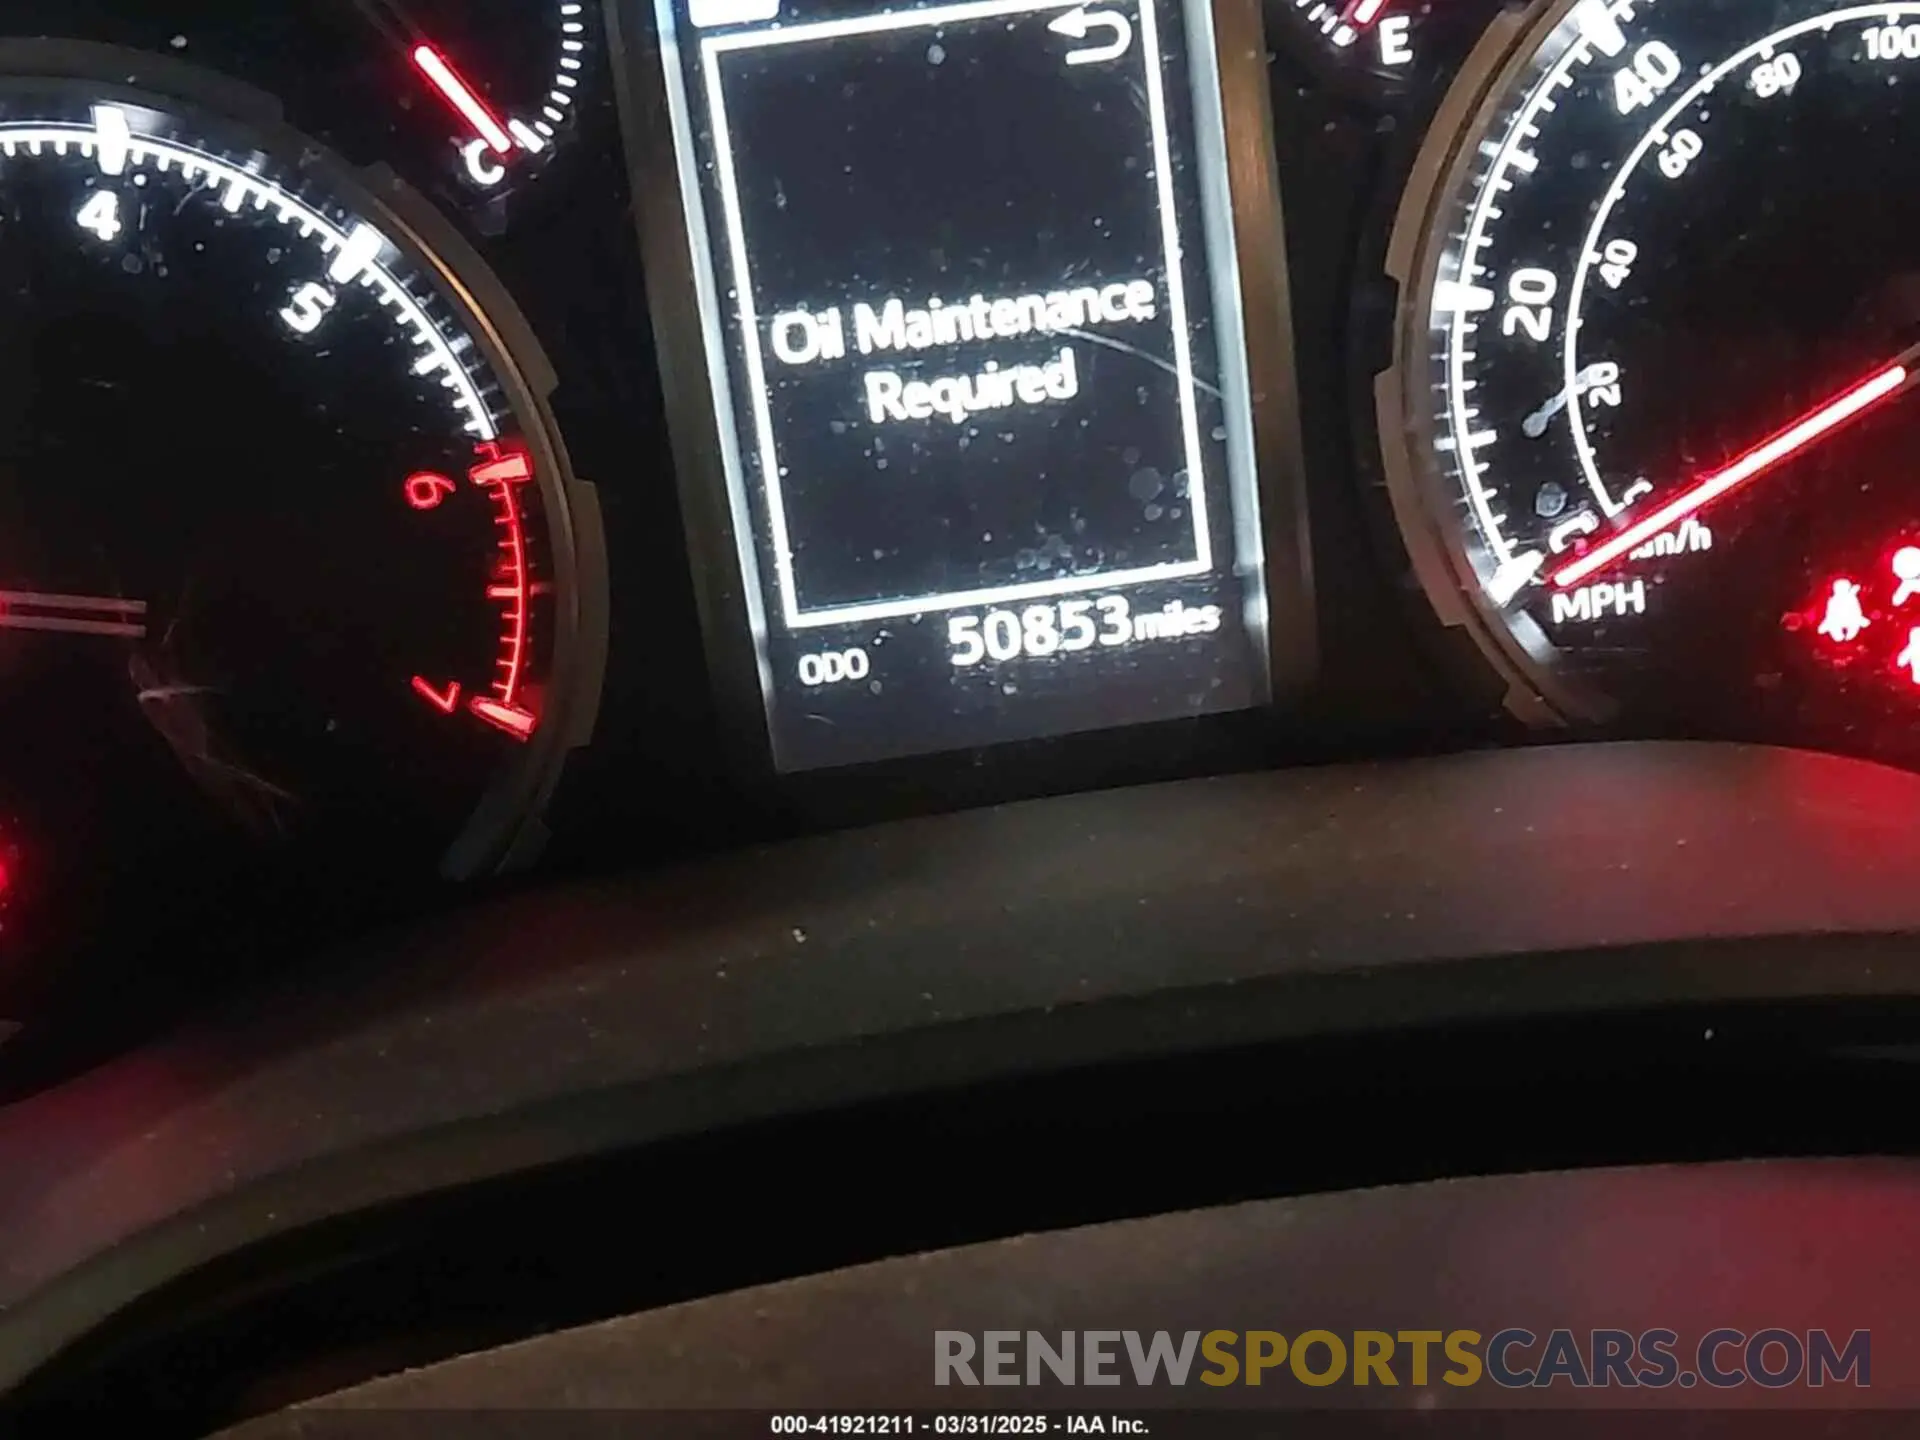 C
E
4
5
6
7
Oil Maintenance
Required
ODO 50853 miles
40
20
100
80
60
40
20
km/h
MPH
RENEWSPORTSCARS.COM
000-41921211 - 03/31/2025 - IAA Inc.